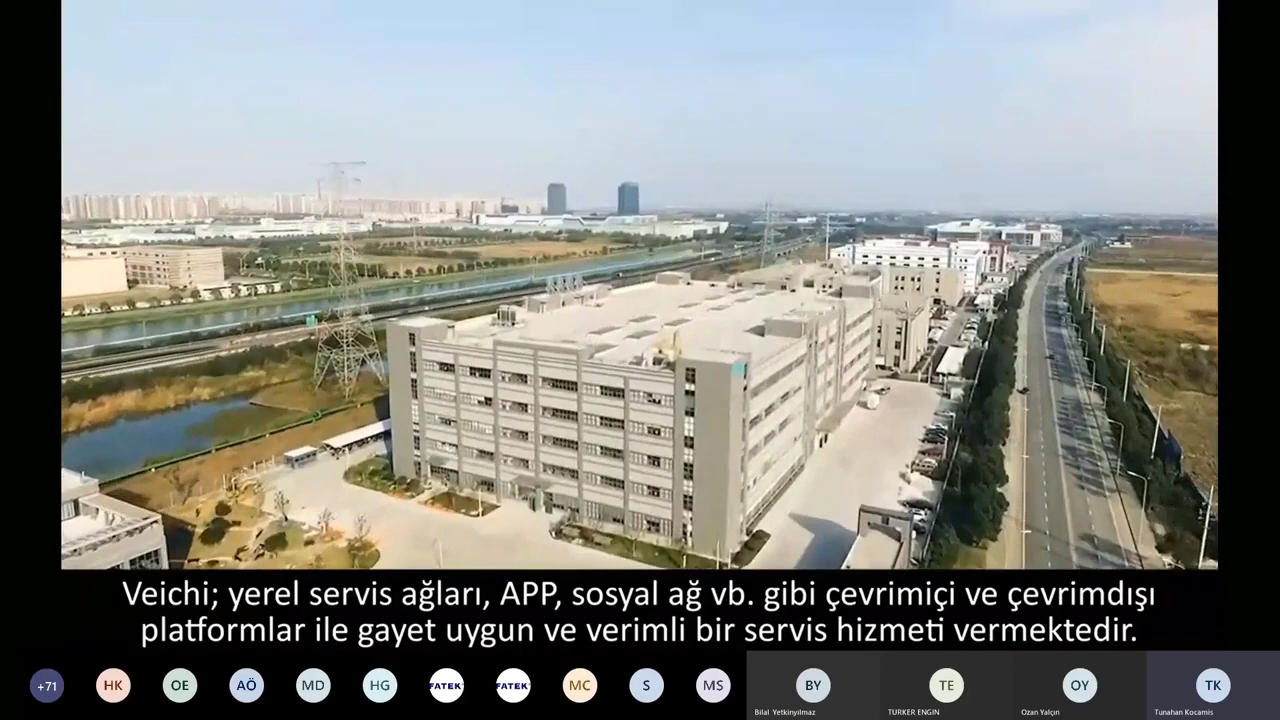 Veichi; yerel servis ağları, APP, sosyal ağ vb. gibi çevrimiçi ve çevrimdışı
platformlar ile gayet uygun ve verimli bir servis hizmeti vermektedir.
+71
HK
OE
AÖ
MD
HG
FATEK
FATEK
MC
S
MS
BY
TE
OY
TK
Bilal Yetkinyılmaz
TURKER ENGIN
Ozan Yalçın
Tunahan Kocamis